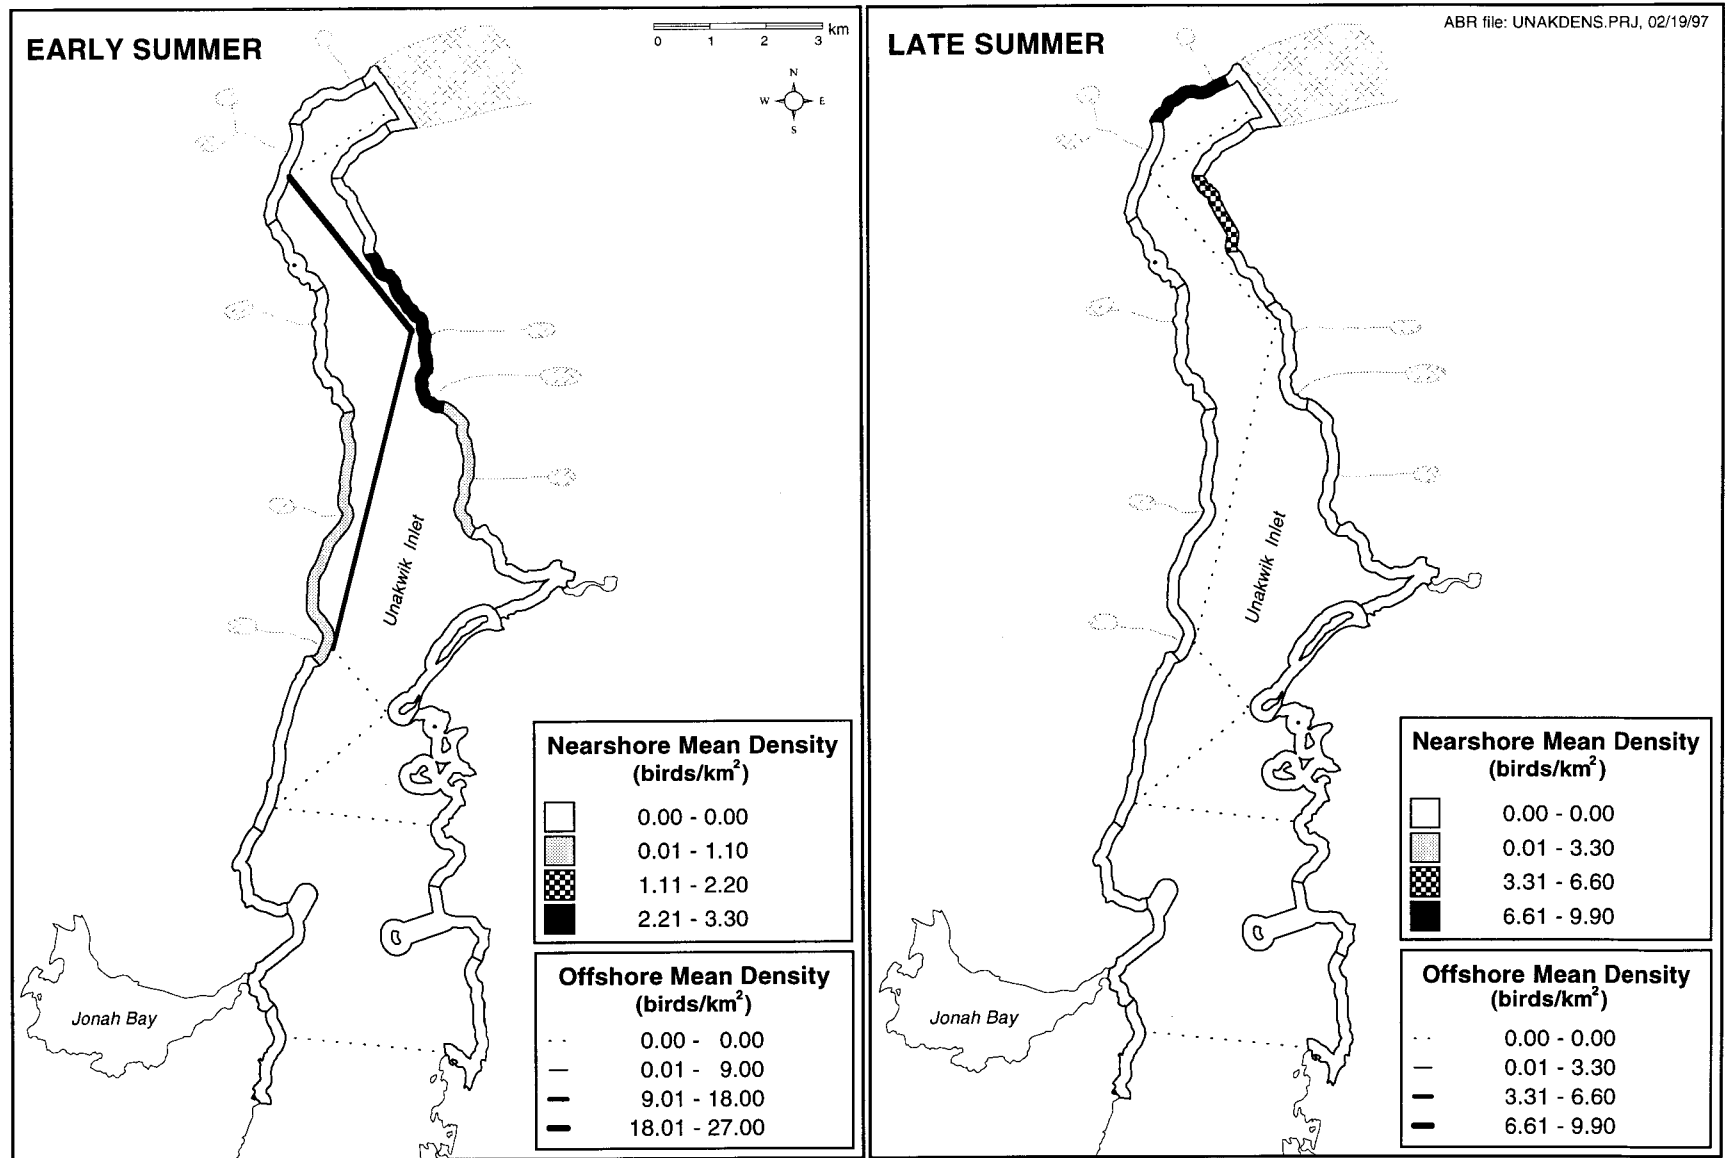 EARLY SUMMER
0 1 2 3 km
N
W E
S
Unakwik Inlet
Jonah Bay
Nearshore Mean Density
(birds/km²)
0.00 - 0.00
0.01 - 1.10
1.11 - 2.20
2.21 - 3.30
Offshore Mean Density
(birds/km²)
0.00 - 0.00
0.01 - 9.00
9.01 - 18.00
18.01 - 27.00
ABR file: UNAKDENS.PRJ, 02/19/97
LATE SUMMER
Unakwik Inlet
Jonah Bay
Nearshore Mean Density
(birds/km²)
0.00 - 0.00
0.01 - 3.30
3.31 - 6.60
6.61 - 9.90
Offshore Mean Density
(birds/km²)
0.00 - 0.00
0.01 - 3.30
3.31 - 6.60
6.61 - 9.90